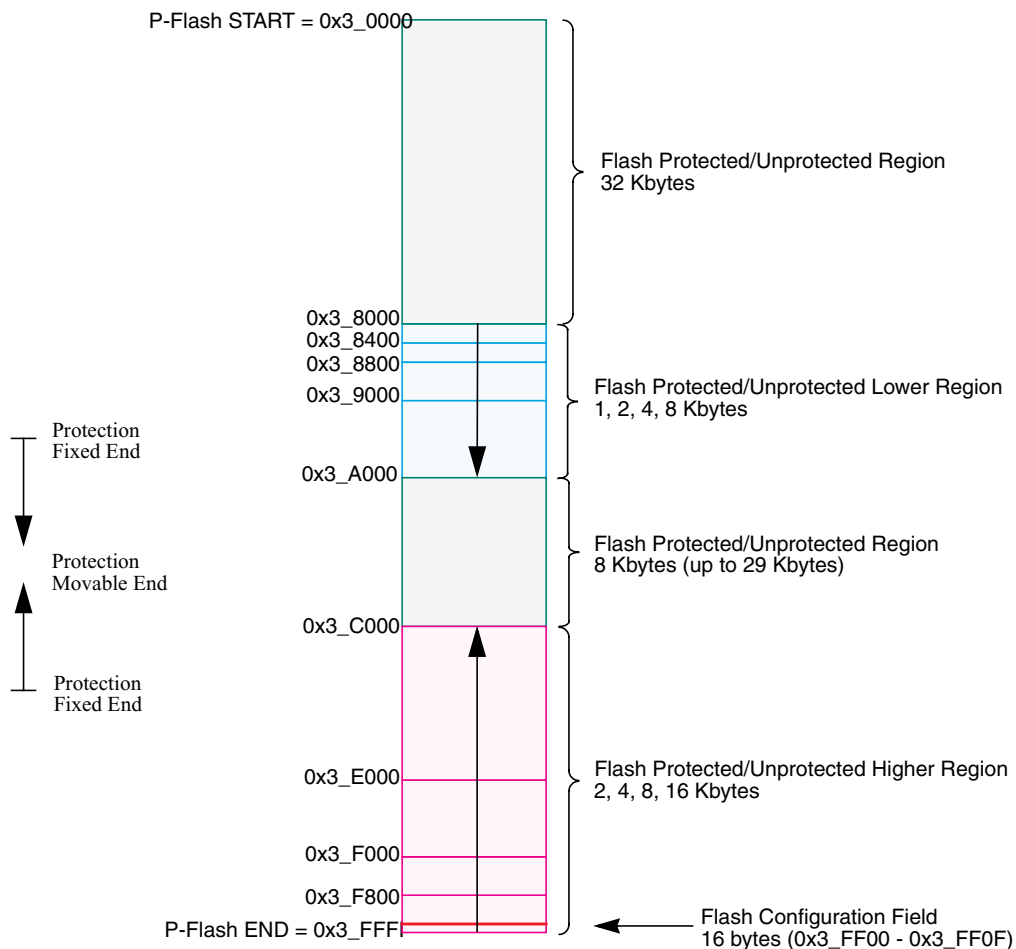 P-Flash START = 0x3_0000
Flash Protected/Unprotected Region
32 Kbytes
0x3_8000
0x3_8400
0x3_8800
0x3_9000
Flash Protected/Unprotected Lower Region
1, 2, 4, 8 Kbytes
Protection
Fixed End
0x3_A000
Flash Protected/Unprotected Region
8 Kbytes (up to 29 Kbytes)
Protection
Movable End
0x3_C000
Protection
Fixed End
0x3_E000
Flash Protected/Unprotected Higher Region
2, 4, 8, 16 Kbytes
0x3_F000
0x3_F800
P-Flash END = 0x3_FFF
Flash Configuration Field
16 bytes (0x3_FF00 - 0x3_FF0F)